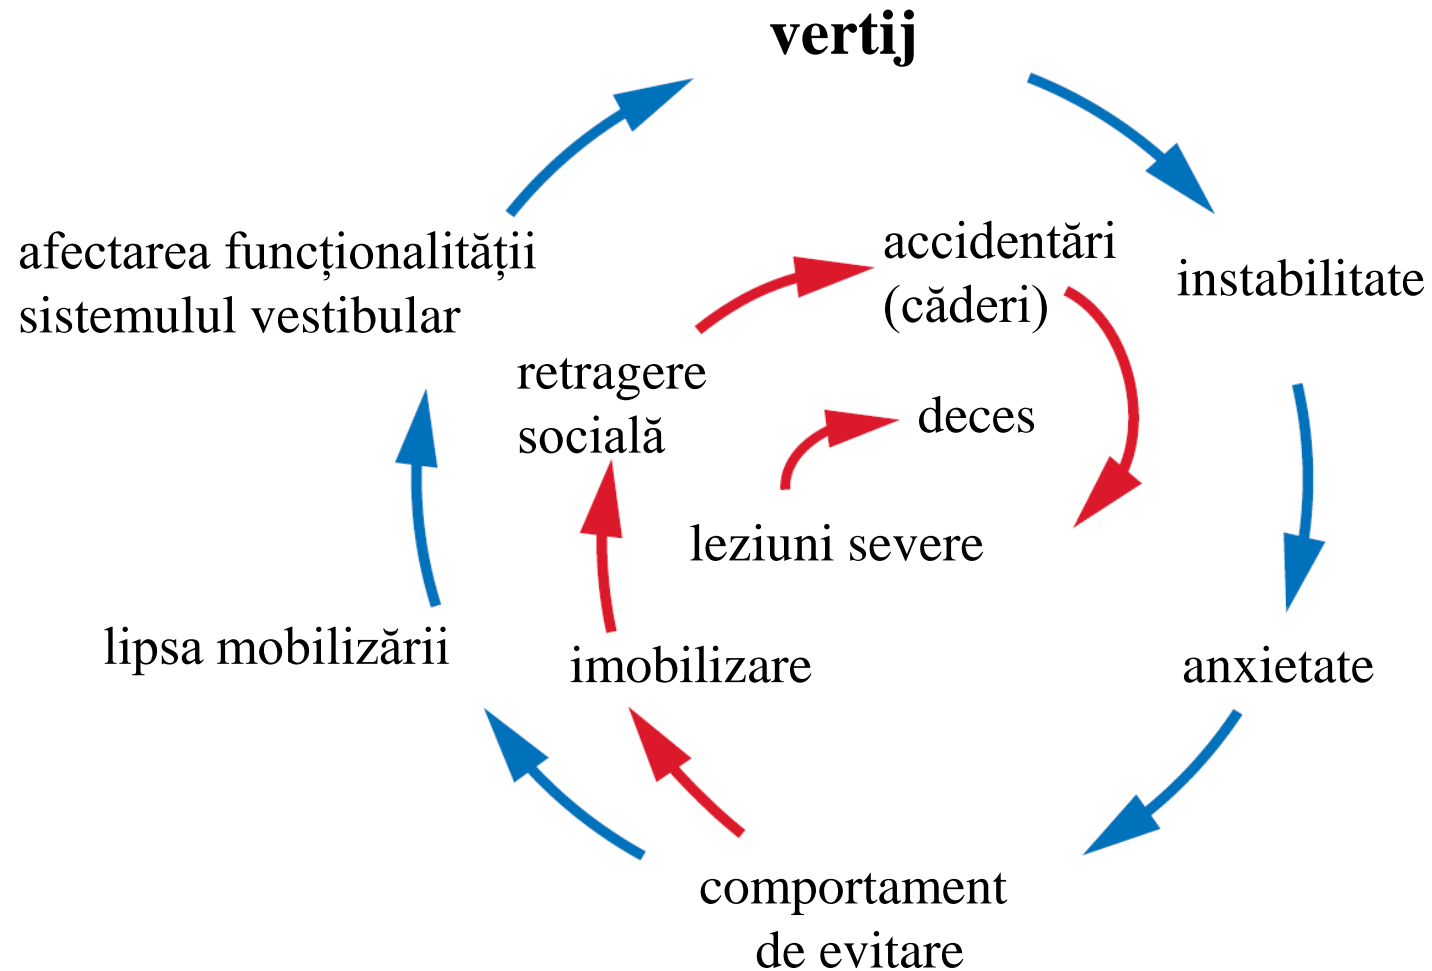 vertij
afectarea funcționalității
sistemulul vestibular
accidentări
(căderi)
instabilitate
retragere
socială
deces
leziuni severe
lipsa mobilizării
imobilizare
anxietate
comportament
de evitare